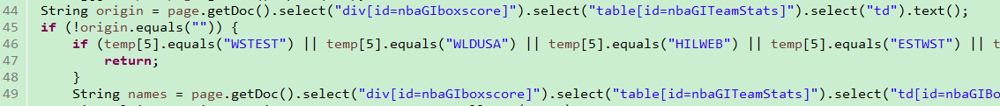 44 String origin = page.getDoc().select("div[id=nbaGIboxscore]").select("table[id=nbaGITeamStats]").select("td").text();
45 if (!origin.equals("")) {
46 if (temp[5].equals("WSTEST") || temp[5].equals("WLDUSA") || temp[5].equals("HILWEB") || temp[5].equals("ESTWST") || t
47 return;
48 }
49 String names = page.getDoc().select("div[id=nbaGIboxscore]").select("table[id=nbaGITeamStats]").select("td[id=nbaGIBo